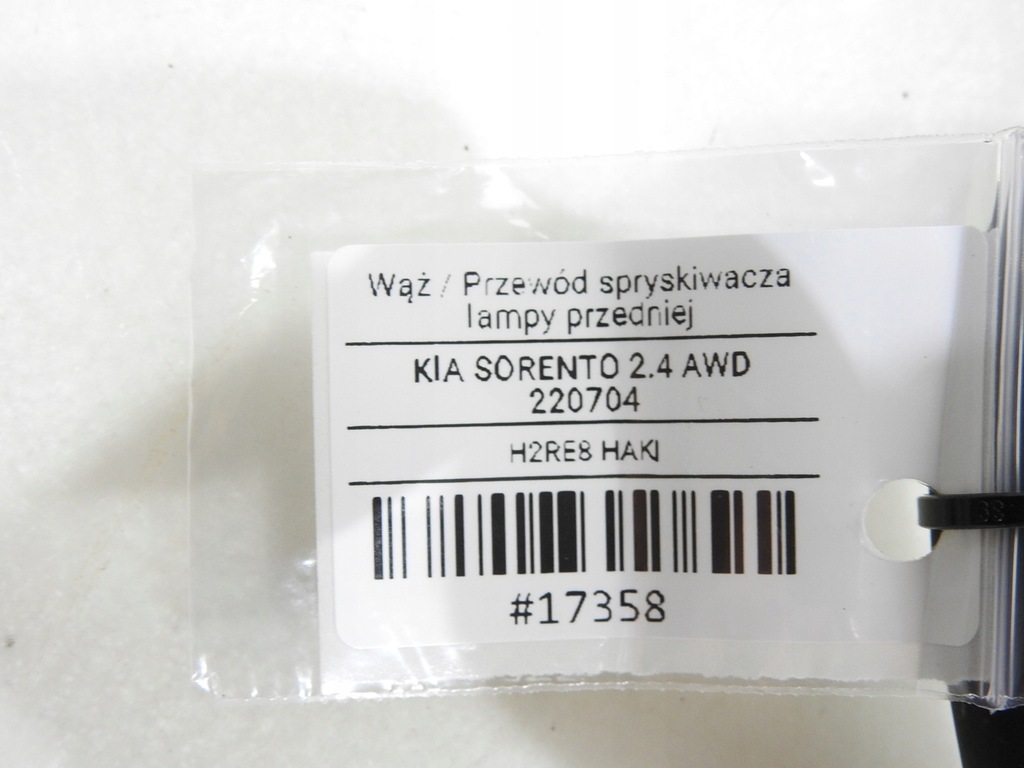 Wąż / Przewód spryskiwacza
lampy przedniej
KIA SORENTO 2.4 AWD
220704
H2RE8 HAKI
#17358